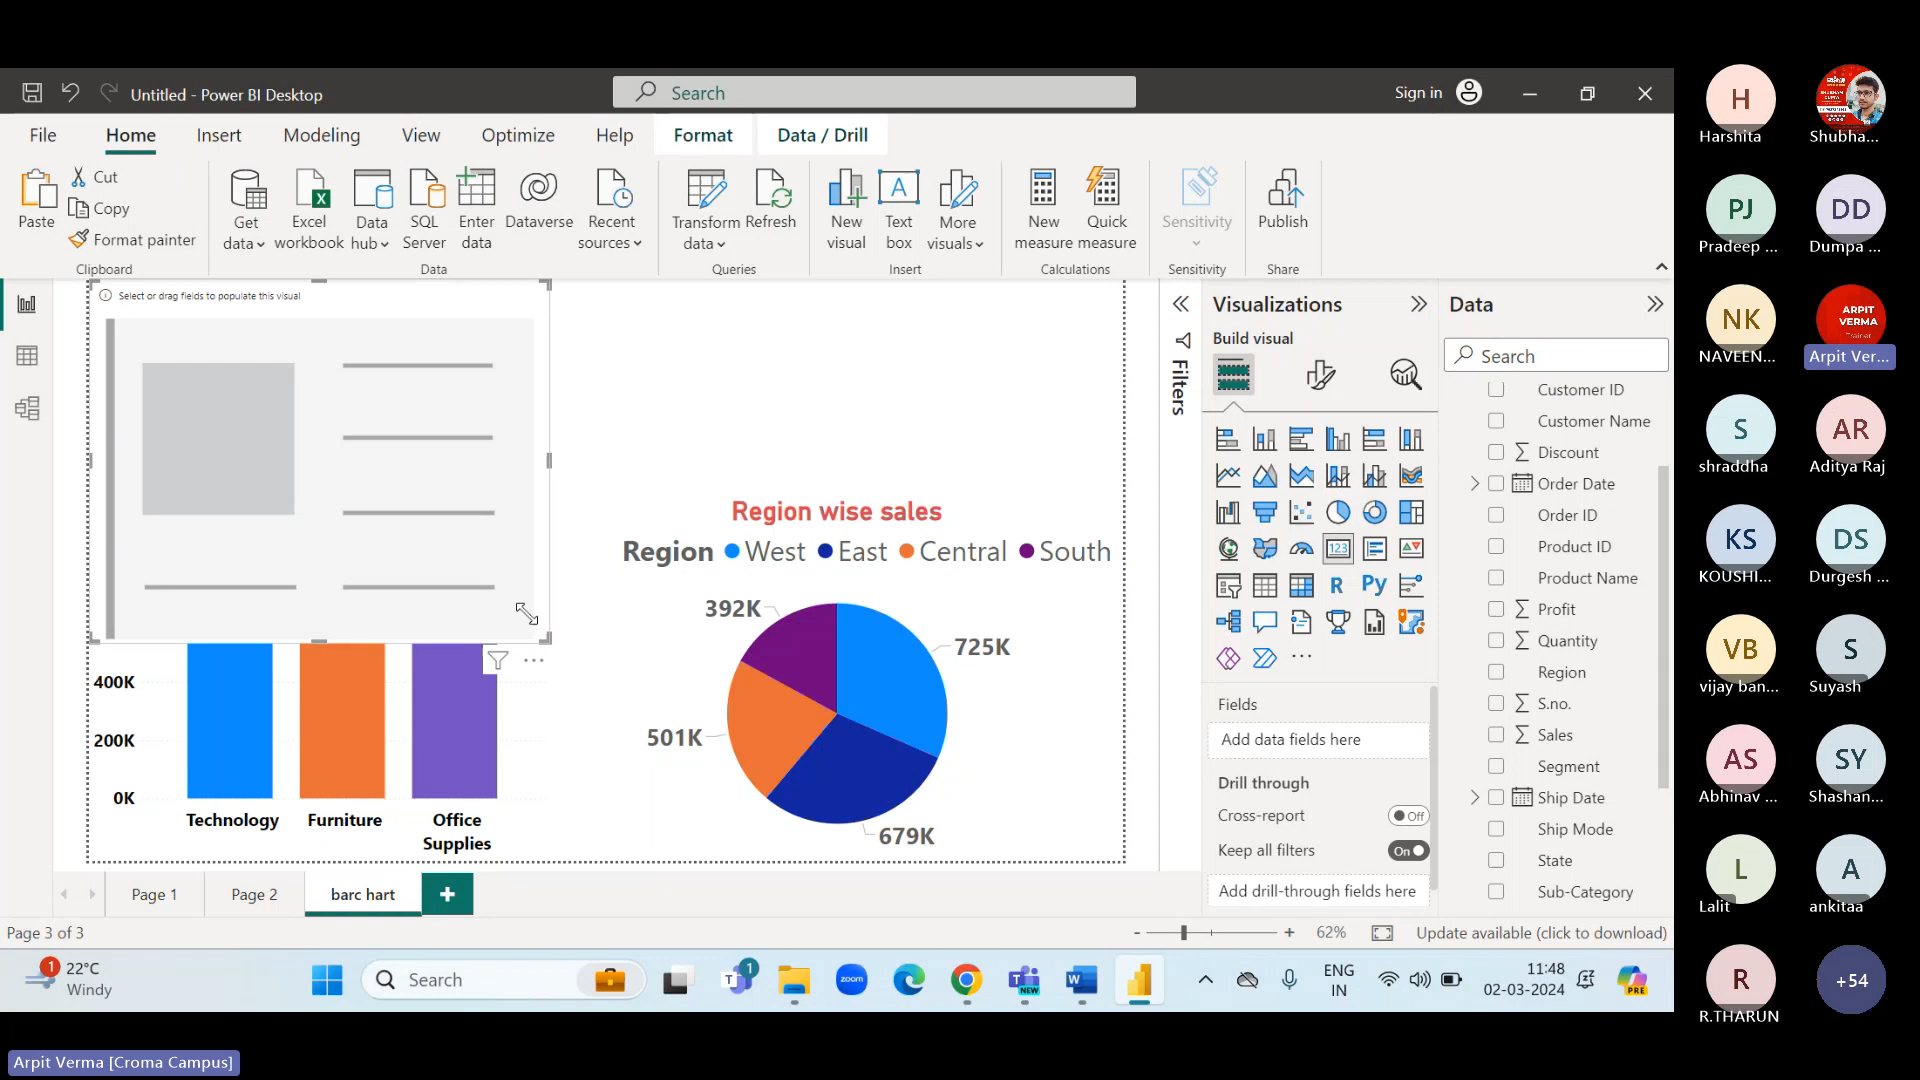 Untitled - Power BI Desktop
Search
Sign in
File Home Insert Modeling View Optimize Help Format Data / Drill
Paste
Cut
Copy
Format painter
Clipboard
Get data
Excel workbook
Data hub
SQL Server
Enter data
Dataverse
Recent sources
Data
Transform data
Refresh
Queries
New visual
Text box
More visuals
Insert
New measure
Quick measure
Calculations
Sensitivity
Sensitivity
Publish
Share
Select or drag fields to populate this visual
400K
200K
0K
Technology
Furniture
Office Supplies
Region wise sales
Region West East Central South
392K
725K
501K
679K
Filters
Visualizations
Build visual
123
R
Py
Fields
Add data fields here
Drill through
Cross-report
Off
Keep all filters
On
Add drill-through fields here
Data
Search
Customer ID
Customer Name
Discount
Order Date
Order ID
Product ID
Product Name
Profit
Quantity
Region
S.no.
Sales
Segment
Ship Date
Ship Mode
State
Sub-Category
Page 1
Page 2
barc hart
Page 3 of 3
- + 62%
Update available (click to download)
1
22°C
Windy
Search
1
zoom
NEW
ENG
IN
11:48
02-03-2024
PRE
H
Harshita
Shubha...
PJ
Pradeep ...
DD
Dumpa ...
NK
NAVEEN...
ARPIT
VERMA
Trainer
Arpit Ver...
S
shraddha
AR
Aditya Raj
KS
KOUSHI...
DS
Durgesh ...
VB
vijay ban...
S
Suyash
AS
Abhinav ...
SY
Shashan...
L
Lalit
A
ankitaa
R
R.THARUN
+54
Arpit Verma [Croma Campus]